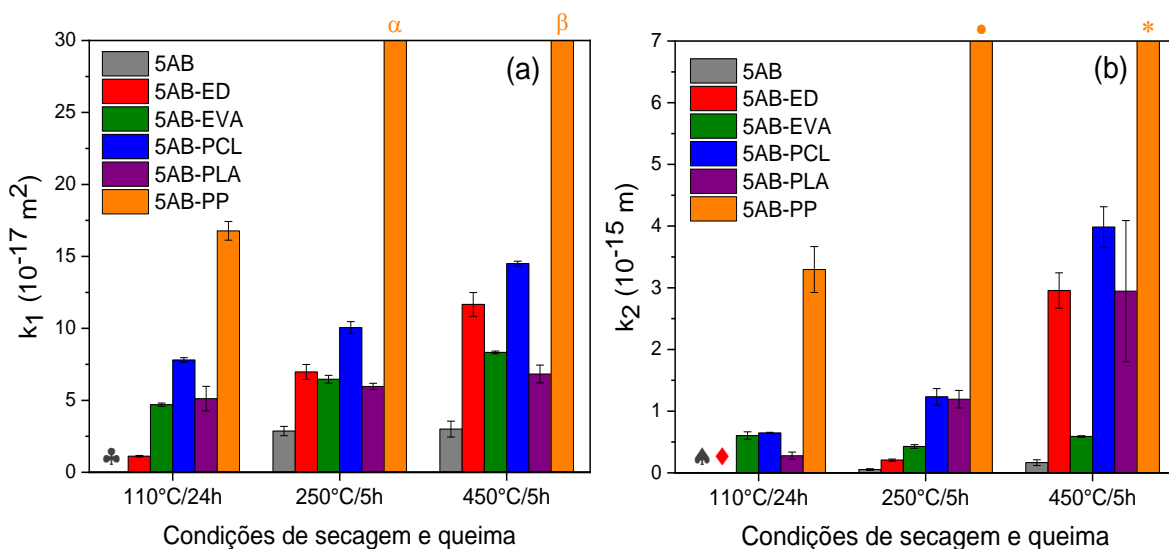 α β
30
25
20
15
10
5
0
k₁ (10⁻¹⁷ m²)
(a)
5AB
5AB-ED
5AB-EVA
5AB-PCL
5AB-PLA
5AB-PP
♣
110°C/24h 250°C/5h 450°C/5h
Condições de secagem e queima
• *
7
6
5
4
3
2
1
0
k₂ (10⁻¹⁵ m)
(b)
5AB
5AB-ED
5AB-EVA
5AB-PCL
5AB-PLA
5AB-PP
♠ ♦
110°C/24h 250°C/5h 450°C/5h
Condições de secagem e queima